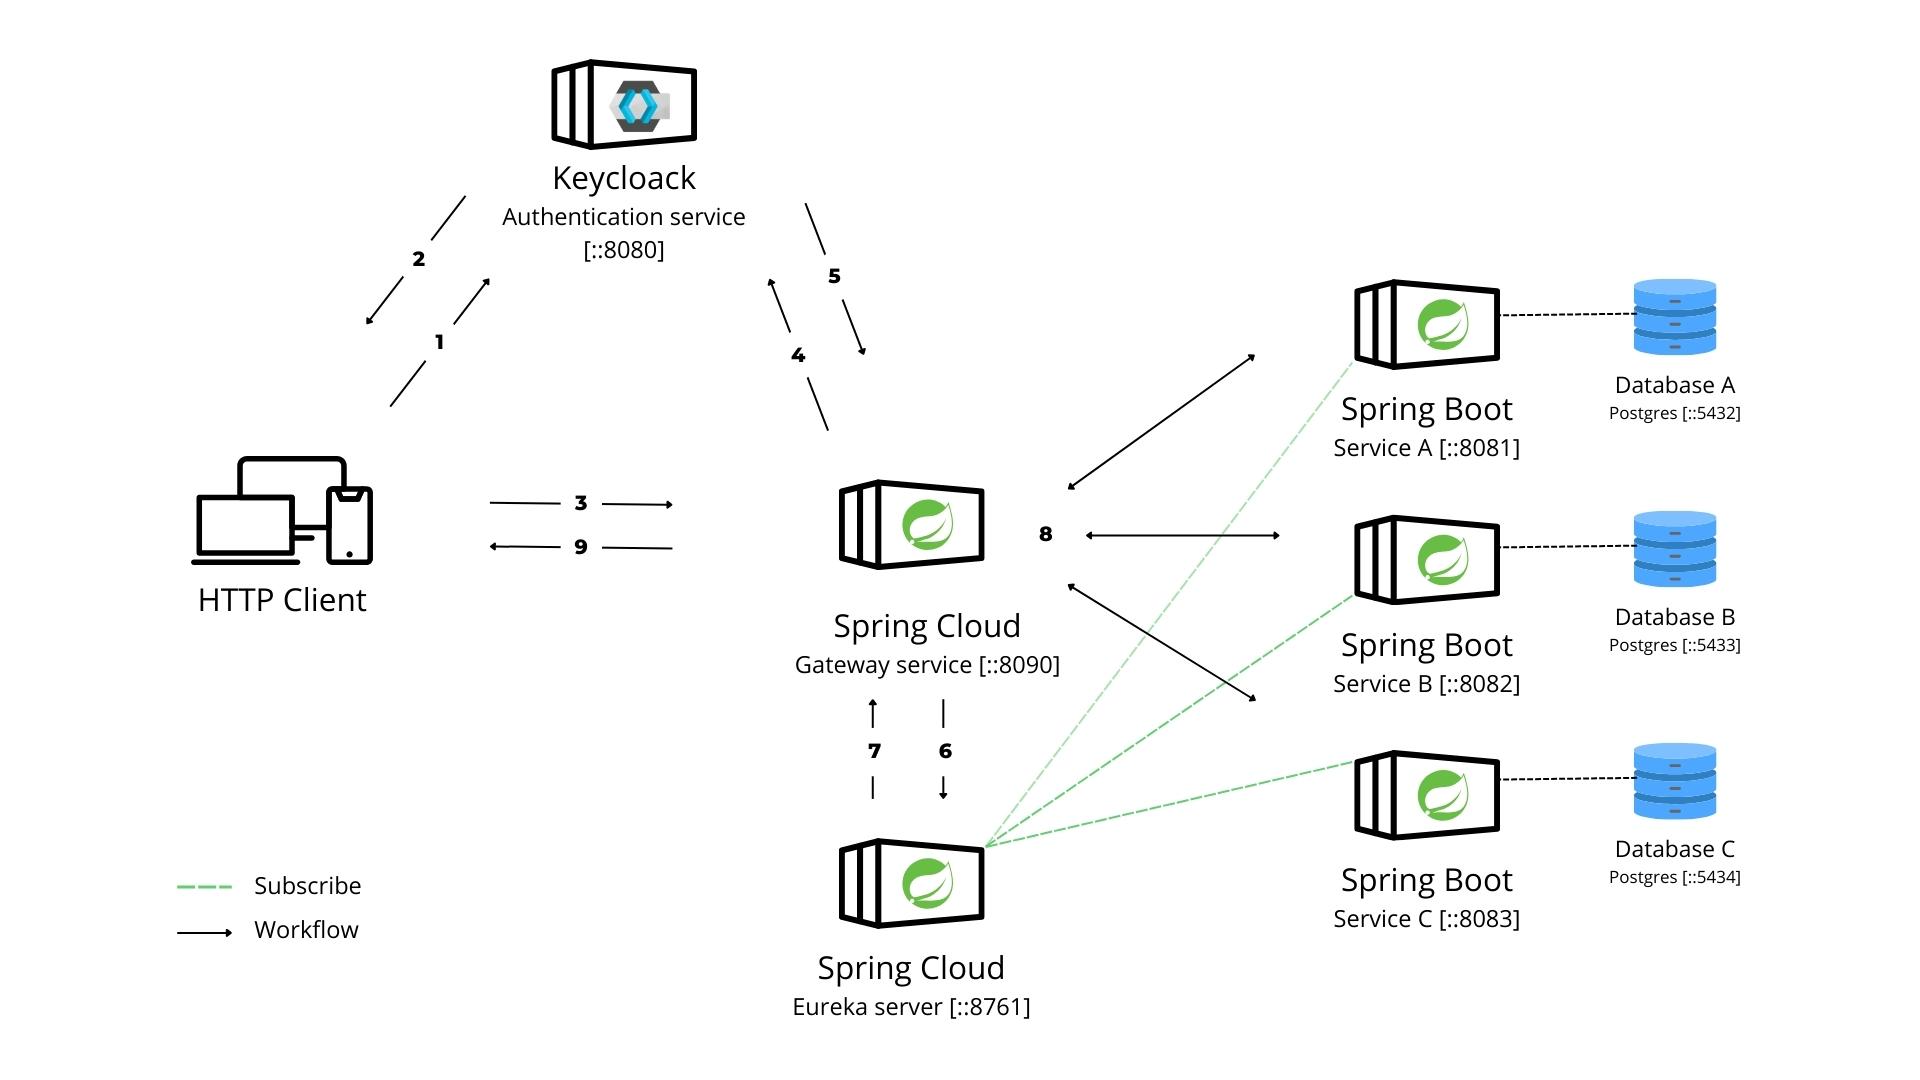 Keycloack
Authentication service
[::8080]
2
1
5
4
HTTP Client
3
9
Spring Cloud
Gateway service [::8090]
8
7
6
Spring Cloud
Eureka server [::8761]
Spring Boot
Service A [::8081]
Database A
Postgres [::5432]
Spring Boot
Service B [::8082]
Database B
Postgres [::5433]
Spring Boot
Service C [::8083]
Database C
Postgres [::5434]
Subscribe
Workflow